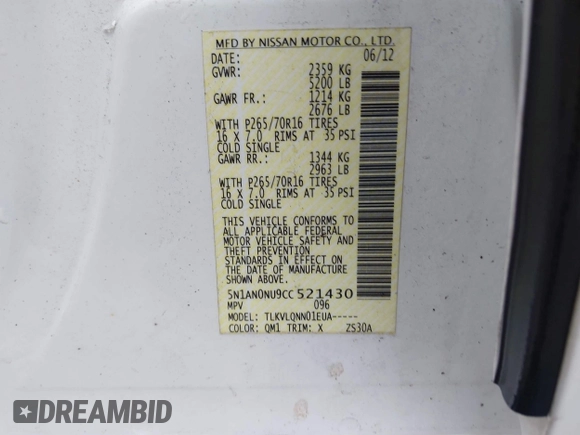 MFD BY NISSAN MOTOR CO., LTD.
DATE: 06/12
GVWR: 2359 KG
5200 LB
GAWR FR.: 1214 KG
2676 LB
WITH P265/70R16 TIRES
16 X 7.0 RIMS AT 35 PSI
COLD SINGLE
GAWR RR.: 1344 KG
2963 LB
WITH P265/70R16 TIRES
16 X 7.0 RIMS AT 35 PSI
COLD SINGLE
THIS VEHICLE CONFORMS TO
ALL APPLICABLE FEDERAL
MOTOR VEHICLE SAFETY AND
THEFT PREVENTION
STANDARDS IN EFFECT ON
THE DATE OF MANUFACTURE
SHOWN ABOVE.
5N1AN0NU9CC521430
MPV 096
MODEL: TLKVLQNN01EUA-----
COLOR: QM1 TRIM: X ZS30A
DREAMBID